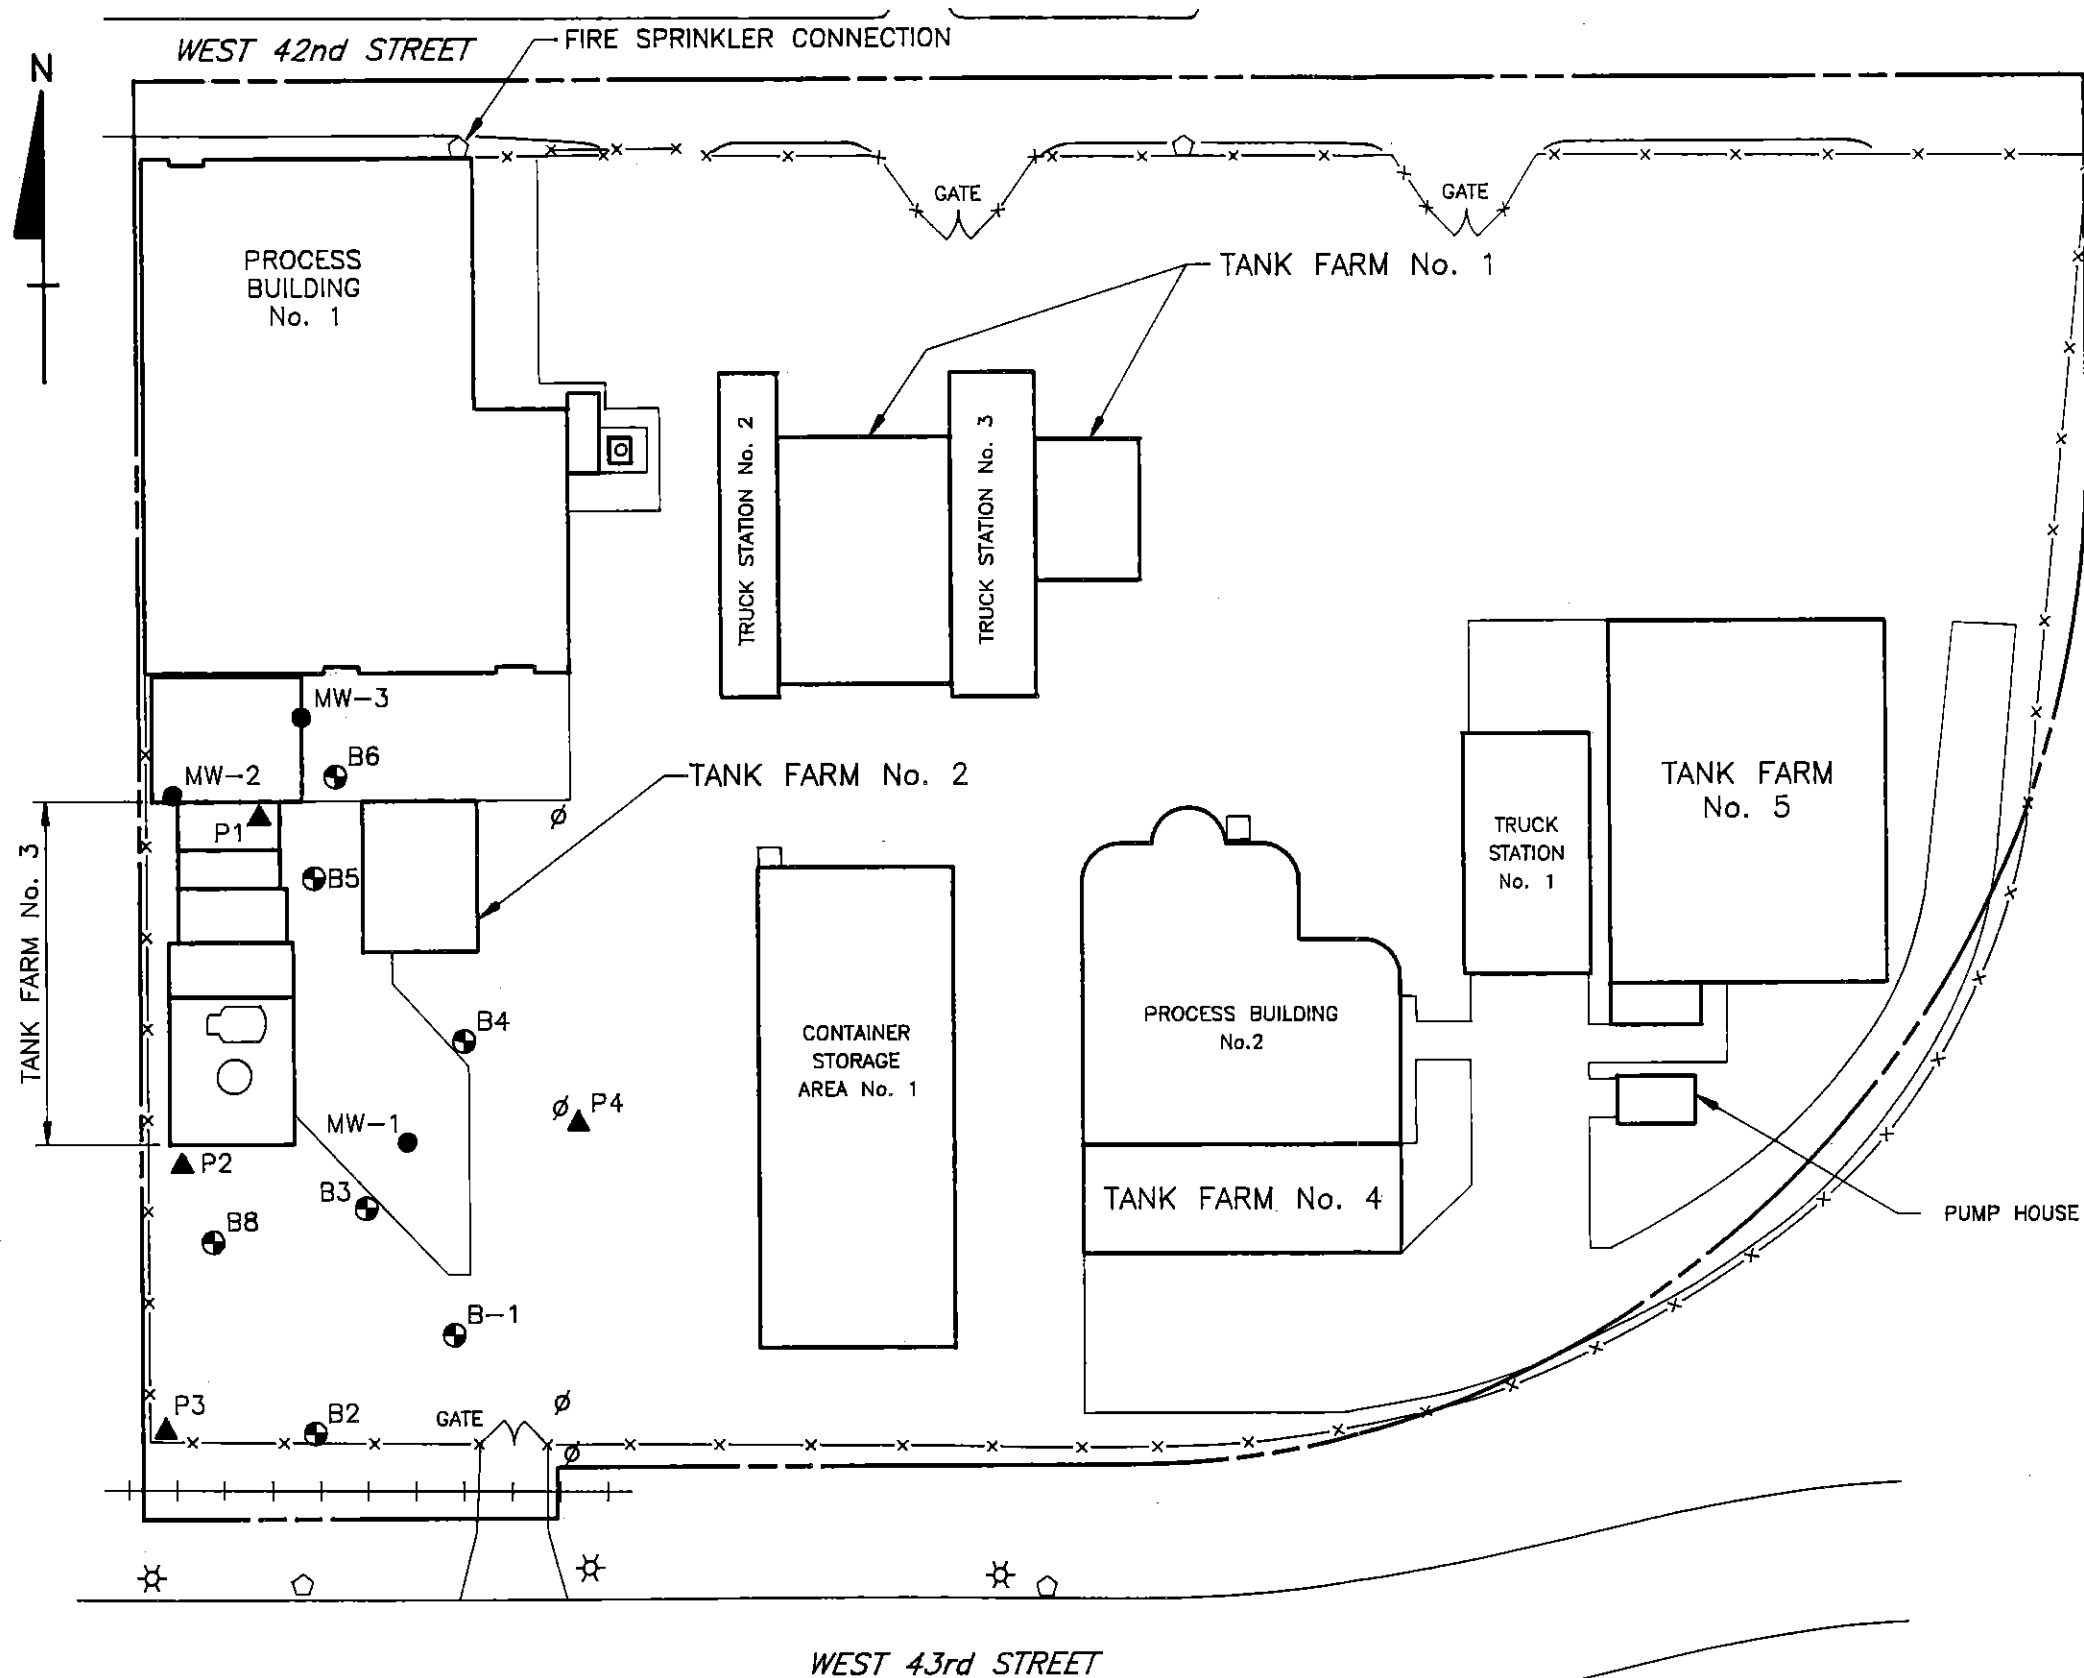 WEST 42nd STREET
FIRE SPRINKLER CONNECTION
N
GATE
GATE
PROCESS
BUILDING
No. 1
TANK FARM No. 1
TRUCK STATION No. 2
TRUCK STATION No. 3
MW-3
B6
MW-2
TANK FARM No. 2
TANK FARM
No. 5
P1
TRUCK
STATION
No. 1
B5
TANK FARM No. 3
B4
PROCESS BUILDING
No.2
CONTAINER
STORAGE
AREA No. 1
P4
MW-1
P2
B3
TANK FARM No. 4
B8
PUMP HOUSE
B-1
P3
B2
GATE
WEST 43rd STREET